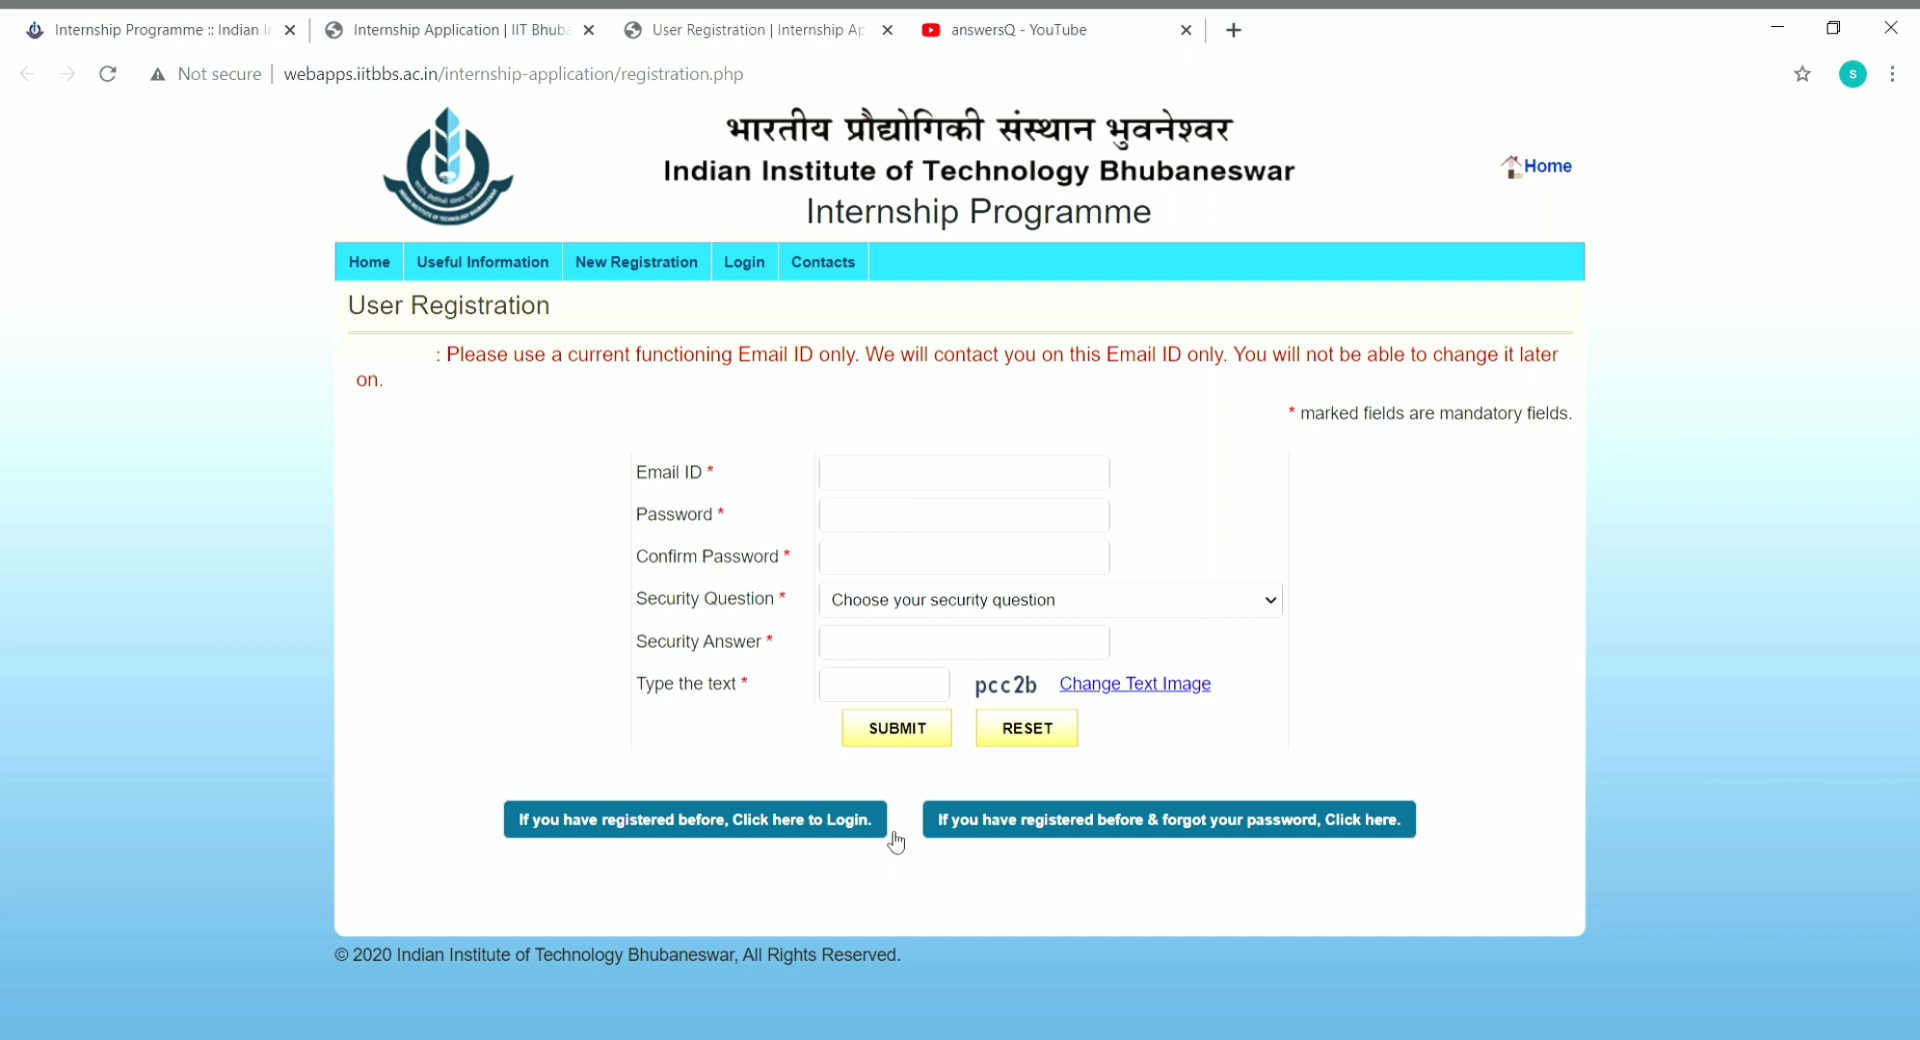 Internship Programme :: Indian I
Internship Application | IIT Bhuba
User Registration | Internship Ap
answersQ - YouTube
Not secure | webapps.iitbbs.ac.in/internship-application/registration.php
S
भारतीय प्रौद्योगिकी संस्थान भुवनेश्वर
Indian Institute of Technology Bhubaneswar
Internship Programme
Home
Home
Useful Information
New Registration
Login
Contacts
User Registration
: Please use a current functioning Email ID only. We will contact you on this Email ID only. You will not be able to change it later
on.
* marked fields are mandatory fields.
Email ID *
Password *
Confirm Password *
Security Question *
Choose your security question
Security Answer *
Type the text *
pcc2b
Change Text Image
SUBMIT
RESET
If you have registered before, Click here to Login.
If you have registered before & forgot your password, Click here.
© 2020 Indian Institute of Technology Bhubaneswar, All Rights Reserved.